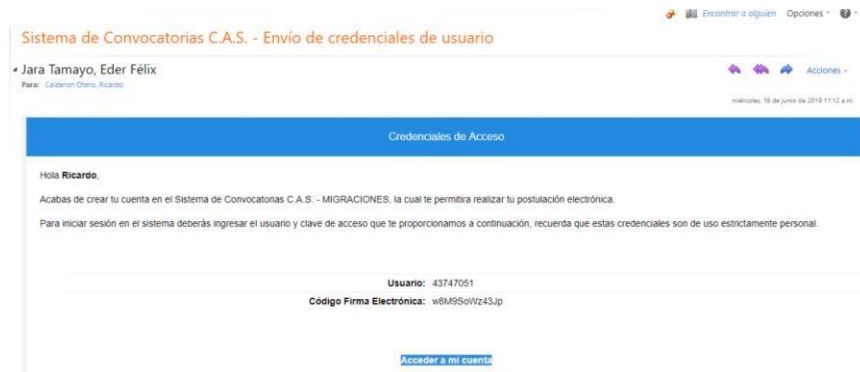 Encontrar a alguien Opciones
Sistema de Convocatorias C.A.S. - Envío de credenciales de usuario
Jara Tamayo, Eder Félix
Acciones
Para: Calderon Otero, Ricardo
miércoles, 19 de junio de 2019 11:12 a.m.
Credenciales de Acceso
Hola Ricardo,
Acabas de crear tu cuenta en el Sistema de Convocatorias C.A.S. - MIGRACIONES, la cual te permitira realizar tu postulación electrónica.
Para iniciar sesión en el sistema deberás ingresar el usuario y clave de acceso que te proporcionamos a continuación, recuerda que estas credenciales son de uso estrictamente personal.
Usuario: 43747051
Código Firma Electrónica: w8M9SoWz43Jp
Acceder a mi cuenta